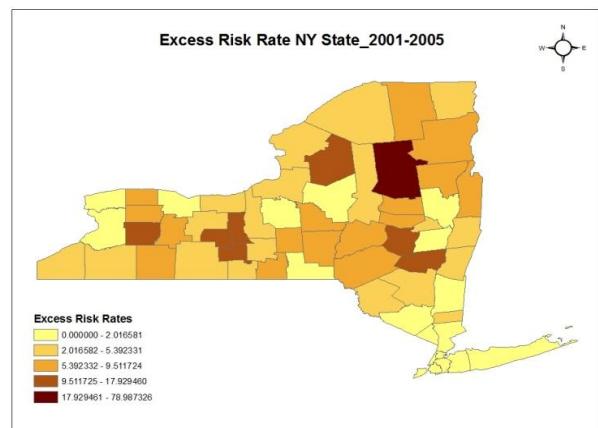 Excess Risk Rate NY State_2001-2005
N
W E
S
Excess Risk Rates
0.000000 - 2.016581
2.016582 - 5.392331
5.392332 - 9.511724
9.511725 - 17.929460
17.929461 - 78.987326